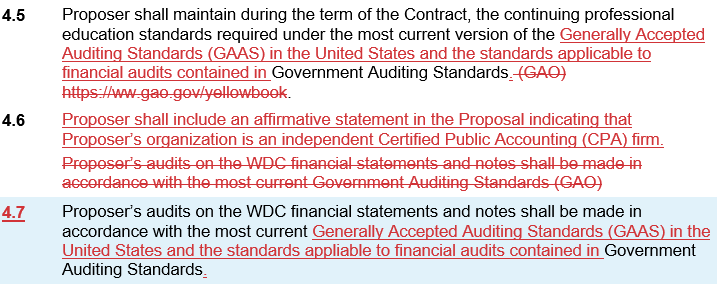 4.5 Proposer shall maintain during the term of the Contract, the continuing professional
education standards required under the most current version of the Generally Accepted
Auditing Standards (GAAS) in the United States and the standards applicable to
financial audits contained in Government Auditing Standards. (GAO)
https://ww.gao.gov/yellowbook.
4.6 Proposer shall include an affirmative statement in the Proposal indicating that
Proposer’s organization is an independent Certified Public Accounting (CPA) firm.
Proposer’s audits on the WDC financial statements and notes shall be made in
accordance with the most current Government Auditing Standards (GAO)
4.7 Proposer’s audits on the WDC financial statements and notes shall be made in
accordance with the most current Generally Accepted Auditing Standards (GAAS) in the
United States and the standards appliable to financial audits contained in Government
Auditing Standards.